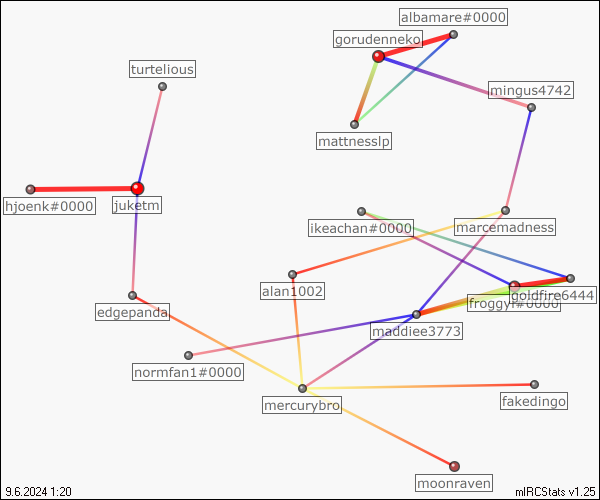 albamare#0000
gorudenneko
turtelious
mingus4742
mattnesslp
hjoenk#0000
juketm
ikeachan#0000
marcemadness
alan1002
goldfire6444
froggyf#0000
edgepanda
maddiee3773
normfan1#0000
mercurybro
fakedingo
moonraven
9.6.2024 1:20
mIRCStats v1.25